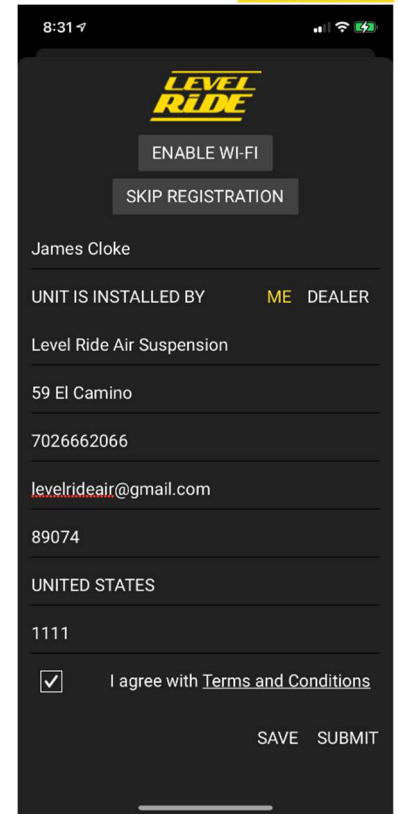 8:31
LEVEL
RiDE
ENABLE WI-FI
SKIP REGISTRATION
James Cloke
UNIT IS INSTALLED BY ME DEALER
Level Ride Air Suspension
59 El Camino
7026662066
levelrideair@gmail.com
89074
UNITED STATES
1111
I agree with Terms and Conditions
SAVE SUBMIT